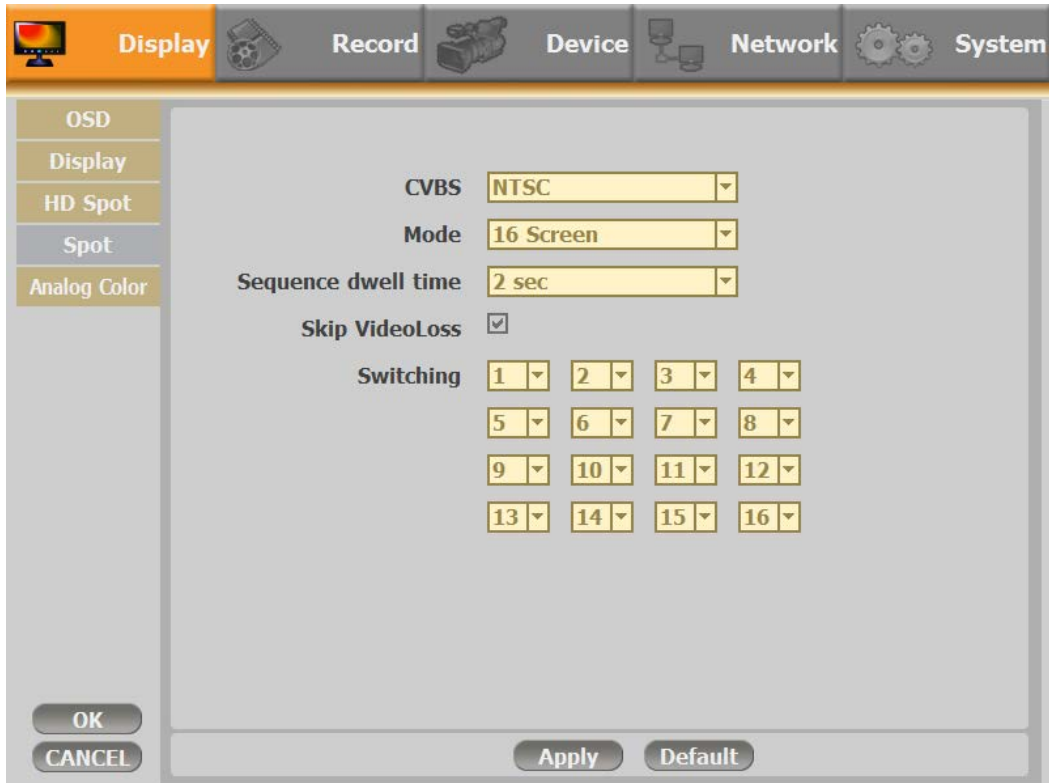 Display Record Device Network System
OSD
Display
HD Spot
Spot
Analog Color
CVBS NTSC
Mode 16 Screen
Sequence dwell time 2 sec
Skip VideoLoss
Switching 1 2 3 4
5 6 7 8
9 10 11 12
13 14 15 16
OK
CANCEL
Apply Default